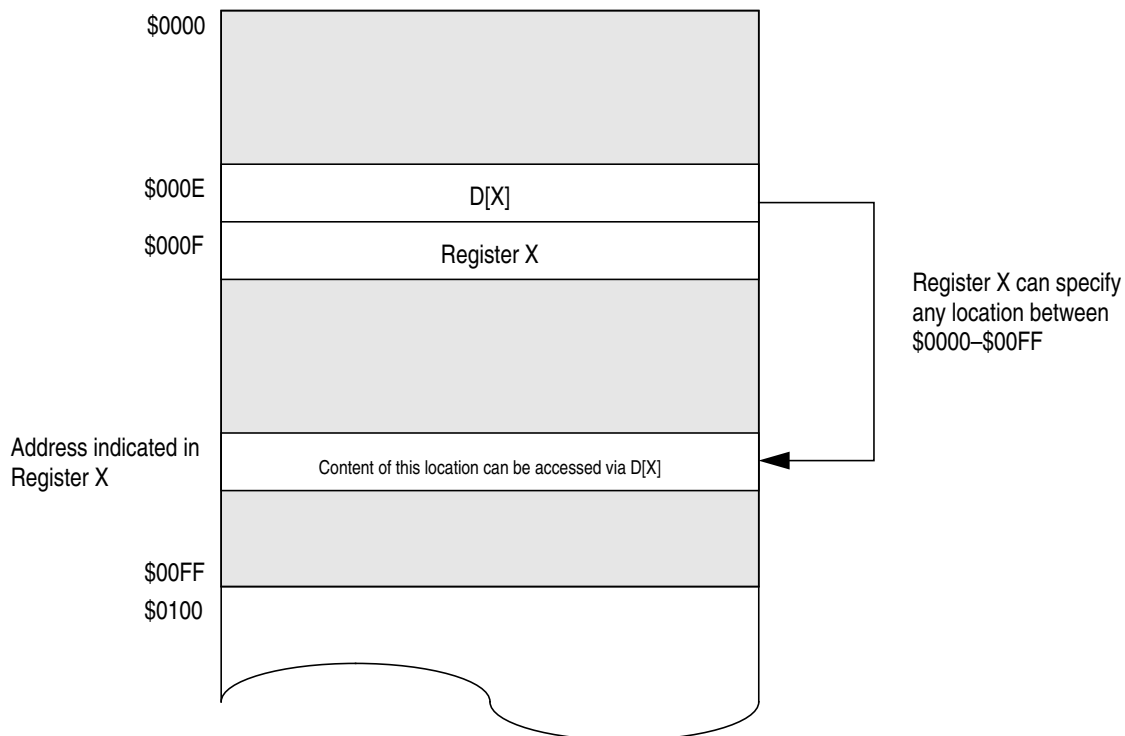 $0000
$000E
D[X]
$000F
Register X
Register X can specify
any location between
$0000–$00FF
Address indicated in
Register X
Content of this location can be accessed via D[X]
$00FF
$0100